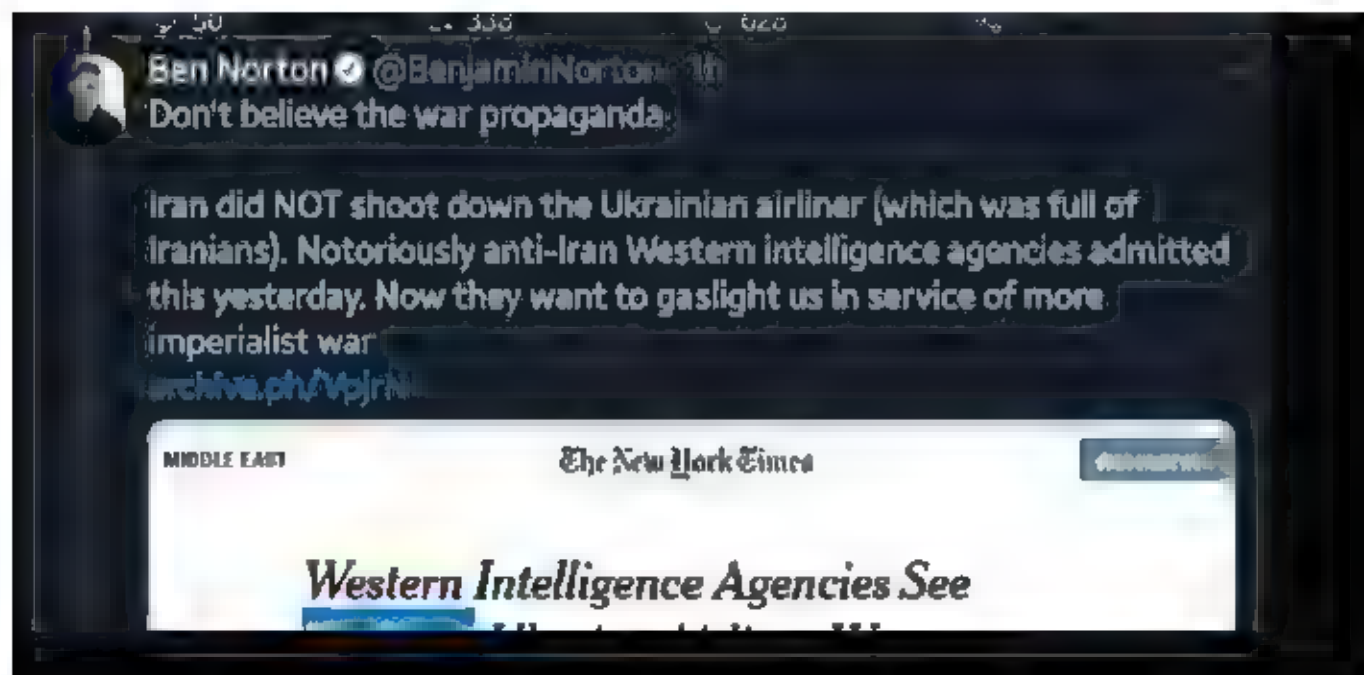 Ben Norton @BenjaminNorton
Don't believe the war propaganda.
Iran did NOT shoot down the Ukrainian airliner (which was full of
Iranians). Notoriously anti-Iran Western intelligence agencies admitted
this yesterday. Now they want to gaslight us in service of more
imperialist war
MIDDLE EAST
The New York Times
Western Intelligence Agencies See